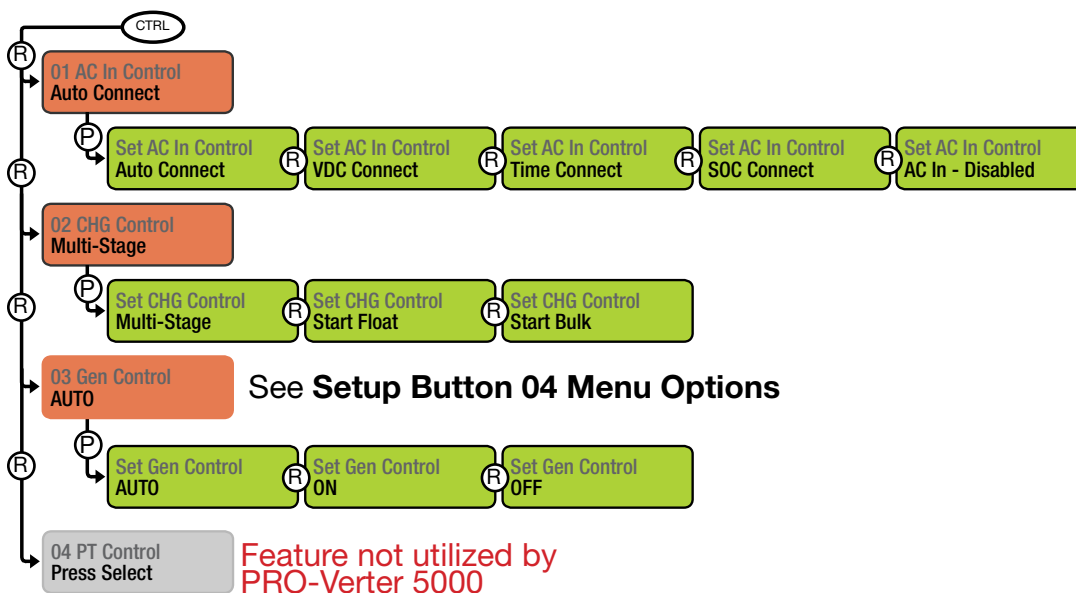 CTRL
R
01 AC In Control
Auto Connect
P
Set AC In Control
Auto Connect
R
Set AC In Control
VDC Connect
R
Set AC In Control
Time Connect
R
Set AC In Control
SOC Connect
R
Set AC In Control
AC In - Disabled
R
02 CHG Control
Multi-Stage
P
Set CHG Control
Multi-Stage
R
Set CHG Control
Start Float
R
Set CHG Control
Start Bulk
R
03 Gen Control
AUTO
See Setup Button 04 Menu Options
P
Set Gen Control
AUTO
R
Set Gen Control
ON
R
Set Gen Control
OFF
R
04 PT Control
Press Select
Feature not utilized by
PRO-Verter 5000